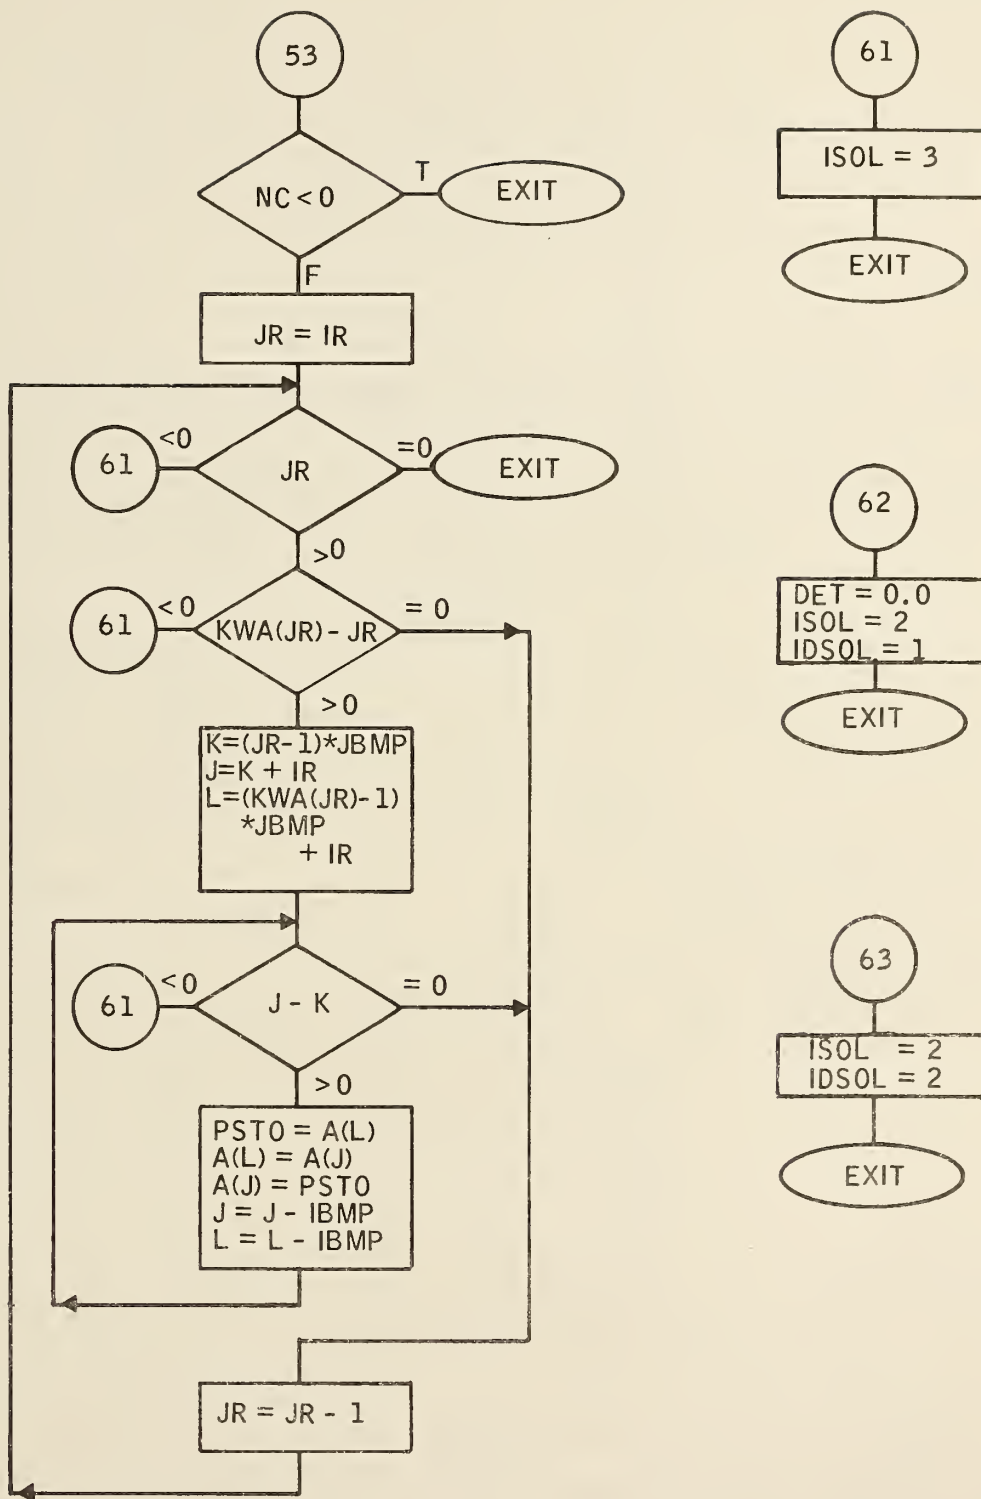 53
NC<0
T
EXIT
F
JR = IR
61
<0
JR
=0
EXIT
>0
61
<0
KWA(JR)-JR
= 0
>0
K=(JR-1)*JBMP
J=K + IR
L=(KWA(JR)-1)
*JBMP
+ IR
61
<0
J - K
= 0
>0
PSTO = A(L)
A(L) = A(J)
A(J) = PSTO
J = J - IBMP
L = L - IBMP
JR = JR - 1
61
ISOL = 3
EXIT
62
DET = 0.0
ISOL = 2
IDSOL = 1
EXIT
63
ISOL = 2
IDSOL = 2
EXIT